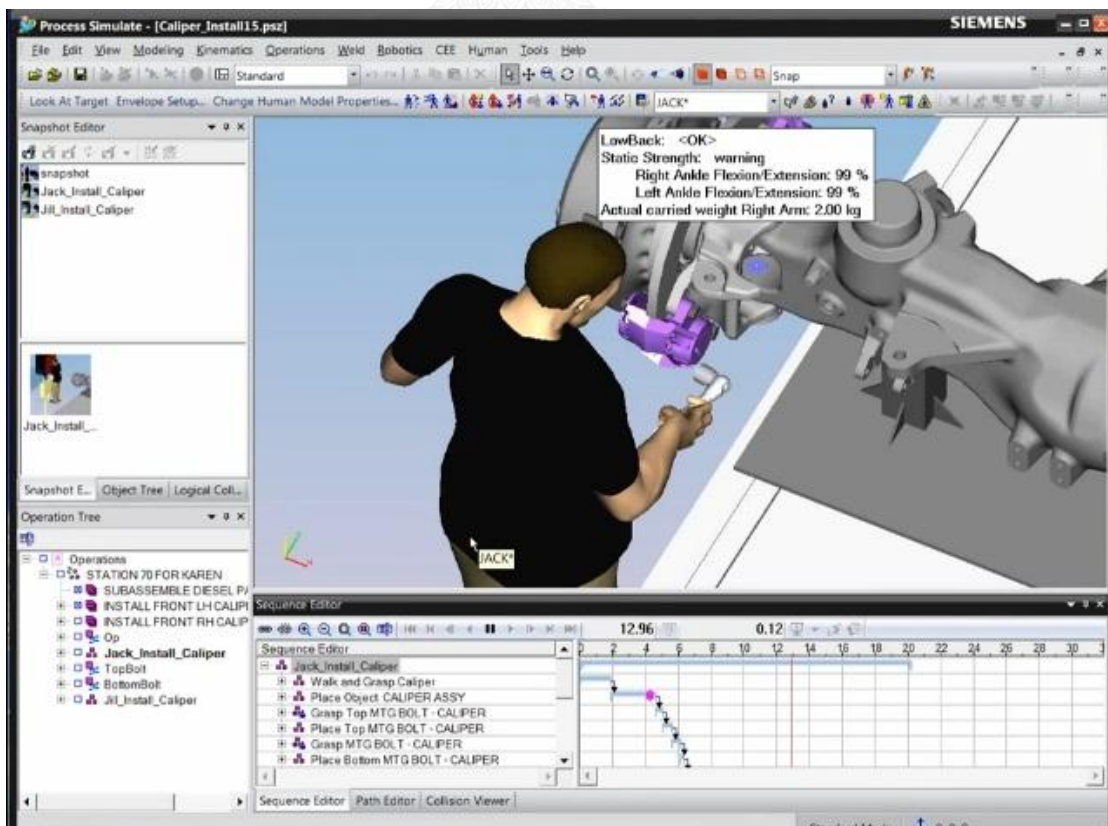 Process Simulate - [Caliper_Install15.psz]
SIEMENS
File Edit View Modeling Kinematics Operations Weld Robotics CEE Human Tools Help
Standard
Snap
Look At Target Envelope Setup... Change Human Model Properties...
JACK*
Snapshot Editor
snapshot
Jack_Install_Caliper
Jill_Install_Caliper
Jack_Install_...
Snapshot E... Object Tree Logical Coll...
LowBack: <OK>
Static Strength: warning
Right Ankle Flexion/Extension: 99 %
Left Ankle Flexion/Extension: 99 %
Actual carried weight Right Arm: 2.00 kg
JACK*
Operation Tree
Operations
STATION 70 FOR KAREN
SUBASSEMBLE DIESEL PA
INSTALL FRONT LH CALIPI
INSTALL FRONT RH CALIP
Op
Jack_Install_Caliper
TopBolt
BottomBolt
Jill_Install_Caliper
Sequence Editor
12.96
0.12
Sequence Editor
0 2 4 6 8 10 12 14 16 18 20 22 24 26 28 30 3
Jack_Install_Caliper
Walk and Grasp Caliper
Place Object CALIPER ASSY
Grasp Top MTG BOLT - CALIPER
Place Top MTG BOLT - CALIPER
Grasp MTG BOLT - CALIPER
Place Bottom MTG BOLT - CALIPER
Sequence Editor Path Editor Collision Viewer